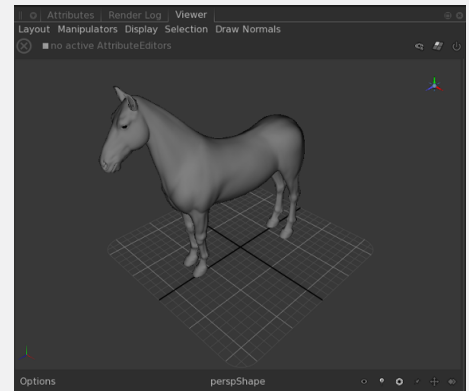 Attributes Render Log Viewer
Layout Manipulators Display Selection Draw Normals
no active AttributeEditors
Options perspShape